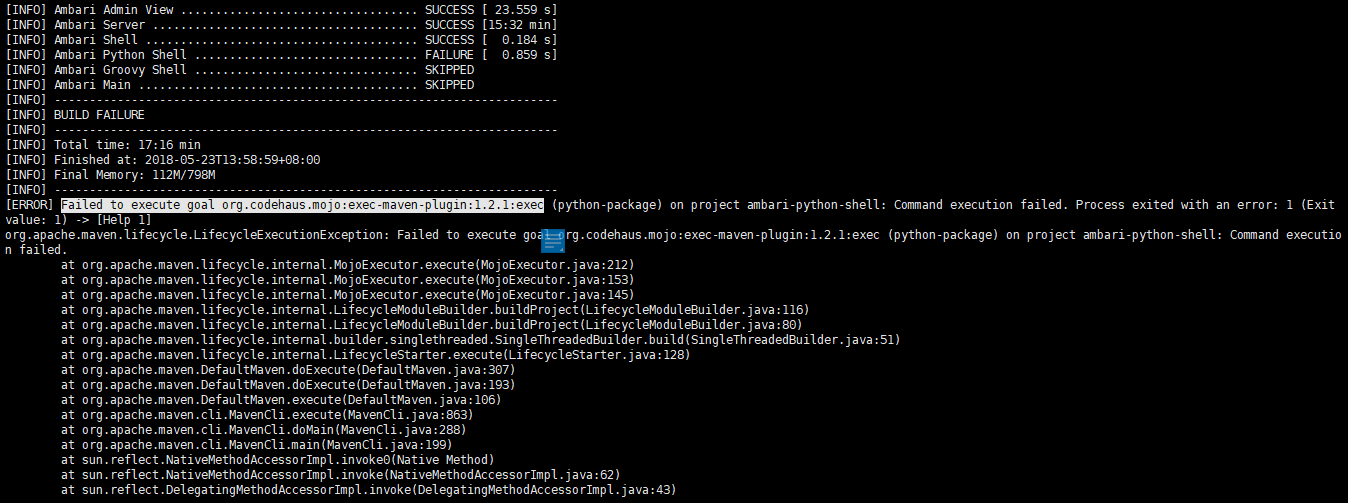 [INFO] Ambari Admin View .................................. SUCCESS [ 23.559 s]
[INFO] Ambari Server ...................................... SUCCESS [15:32 min]
[INFO] Ambari Shell ....................................... SUCCESS [  0.184 s]
[INFO] Ambari Python Shell ................................ FAILURE [  0.859 s]
[INFO] Ambari Groovy Shell ................................ SKIPPED
[INFO] Ambari Main ........................................ SKIPPED
[INFO] ------------------------------------------------------------------------
[INFO] BUILD FAILURE
[INFO] ------------------------------------------------------------------------
[INFO] Total time: 17:16 min
[INFO] Finished at: 2018-05-23T13:58:59+08:00
[INFO] Final Memory: 112M/798M
[INFO] ------------------------------------------------------------------------
[ERROR] Failed to execute goal org.codehaus.mojo:exec-maven-plugin:1.2.1:exec (python-package) on project ambari-python-shell: Command execution failed. Process exited with an error: 1 (Exit
value: 1) -> [Help 1]
org.apache.maven.lifecycle.LifecycleExecutionException: Failed to execute org.codehaus.mojo:exec-maven-plugin:1.2.1:exec (python-package) on project ambari-python-shell: Command executio
n failed.
        at org.apache.maven.lifecycle.internal.MojoExecutor.execute(MojoExecutor.java:212)
        at org.apache.maven.lifecycle.internal.MojoExecutor.execute(MojoExecutor.java:153)
        at org.apache.maven.lifecycle.internal.MojoExecutor.execute(MojoExecutor.java:145)
        at org.apache.maven.lifecycle.internal.LifecycleModuleBuilder.buildProject(LifecycleModuleBuilder.java:116)
        at org.apache.maven.lifecycle.internal.LifecycleModuleBuilder.buildProject(LifecycleModuleBuilder.java:80)
        at org.apache.maven.lifecycle.internal.builder.singlethreaded.SingleThreadedBuilder.build(SingleThreadedBuilder.java:51)
        at org.apache.maven.lifecycle.internal.LifecycleStarter.execute(LifecycleStarter.java:128)
        at org.apache.maven.DefaultMaven.doExecute(DefaultMaven.java:307)
        at org.apache.maven.DefaultMaven.doExecute(DefaultMaven.java:193)
        at org.apache.maven.DefaultMaven.execute(DefaultMaven.java:106)
        at org.apache.maven.cli.MavenCli.execute(MavenCli.java:863)
        at org.apache.maven.cli.MavenCli.doMain(MavenCli.java:288)
        at org.apache.maven.cli.MavenCli.main(MavenCli.java:199)
        at sun.reflect.NativeMethodAccessorImpl.invoke0(Native Method)
        at sun.reflect.NativeMethodAccessorImpl.invoke(NativeMethodAccessorImpl.java:62)
        at sun.reflect.DelegatingMethodAccessorImpl.invoke(DelegatingMethodAccessorImpl.java:43)